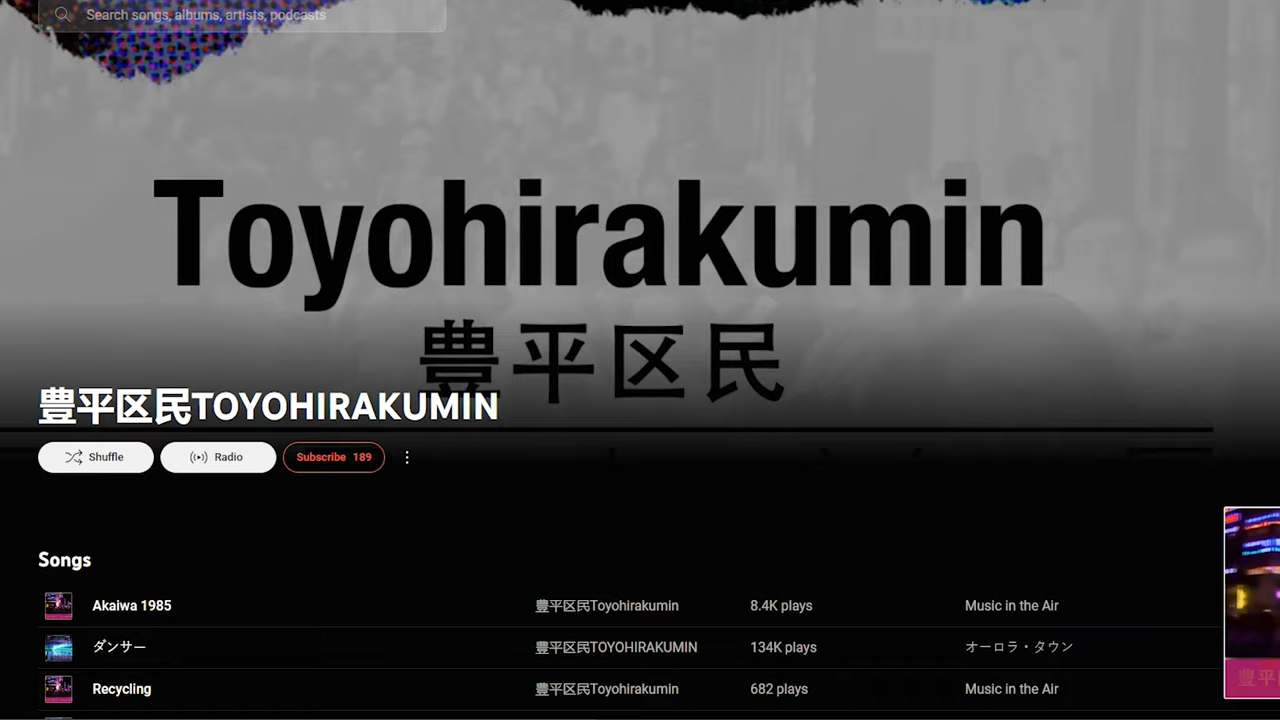 Search songs, albums, artists, podcasts
Toyohirakumin
豊平区民
豊平区民TOYOHIRAKUMIN
Shuffle
Radio
Subscribe 189
Songs
Akaiwa 1985 豊平区民Toyohirakumin 8.4K plays Music in the Air
ダンサー 豊平区民TOYOHIRAKUMIN 134K plays オーロラ・タウン
Recycling 豊平区民Toyohirakumin 682 plays Music in the Air
豊平